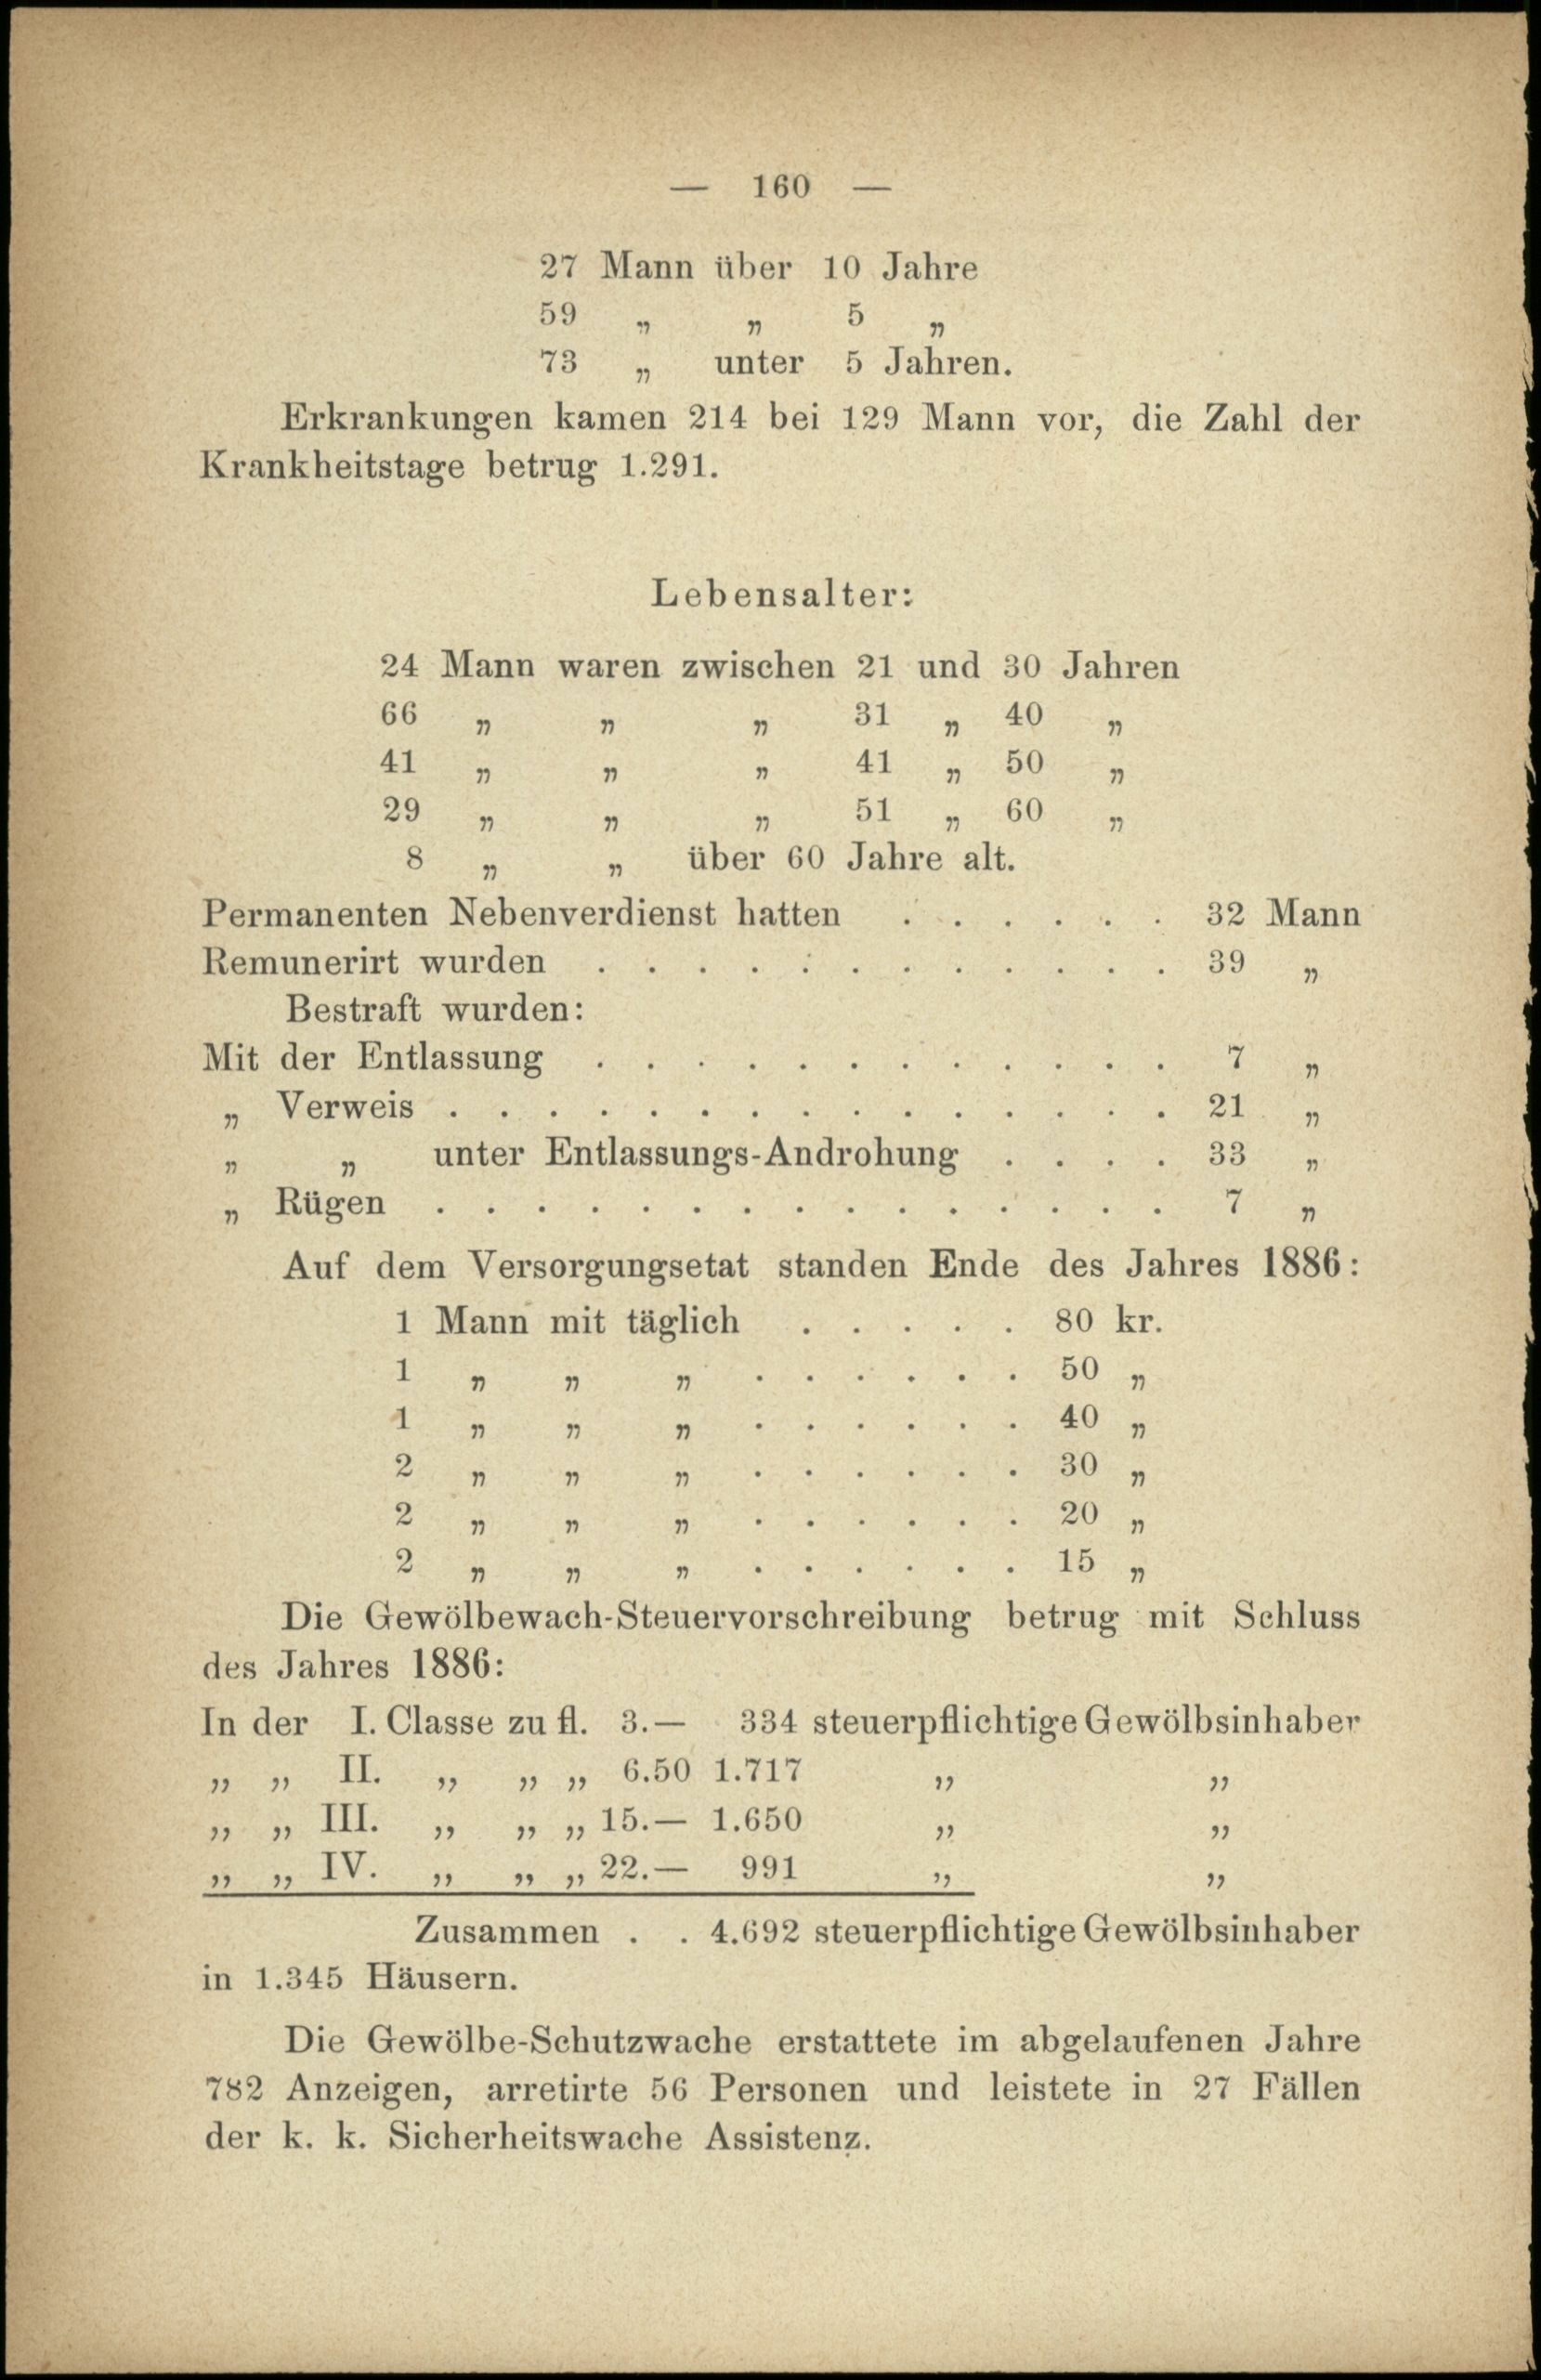 — 160 —
27 Mann über 10 Jahre
59 „ „ 5 „
73 „ unter 5 Jahren.
Erkrankungen kamen 214 bei 129 Mann vor, die Zahl der
Krankheitstage betrug 1.291.
Lebensalter:
24 Mann waren zwischen 21 und 30 Jahren
66 „ „ „ 31 „ 40 „
41 „ „ „ 41 „ 50 „
29 „ „ „ 51 „ 60 „
8 „ „ über 60 Jahre alt.
Permanenten Nebenverdienst hatten . . . . . . 32 Mann
Remunerirt wurden . . . . . . . . . . . . 39 „
Bestraft wurden:
Mit der Entlassung . . . . . . . . . . . . 7 „
„ Verweis . . . . . . . . . . . . . . . 21 „
„ „ unter Entlassungs-Androhung . . . . 33 „
„ Rügen . . . . . . . . . . . . . . . 7 „
Auf dem Versorgungsetat standen Ende des Jahres 1886:
1 Mann mit täglich . . . . . 80 kr.
1 „ „ „ . . . . . . 50 „
1 „ „ „ . . . . . . 40 „
2 „ „ „ . . . . . . 30 „
2 „ „ „ . . . . . . 20 „
2 „ „ „ . . . . . . 15 „
Die Gewölbewach-Steuervorschreibung betrug mit Schluss
des Jahres 1886:
In der I. Classe zu fl. 3.— 334 steuerpflichtige Gewölbsinhaber
„ „ II. „ „ „ 6.50 1.717 „ „
„ „ III. „ „ „ 15.— 1.650 „ „
„ „ IV. „ „ „ 22.— 991 „ „
Zusammen . . 4.692 steuerpflichtige Gewölbsinhaber
in 1.345 Häusern.
Die Gewölbe-Schutzwache erstattete im abgelaufenen Jahre
782 Anzeigen, arretirte 56 Personen und leistete in 27 Fällen
der k. k. Sicherheitswache Assistenz.